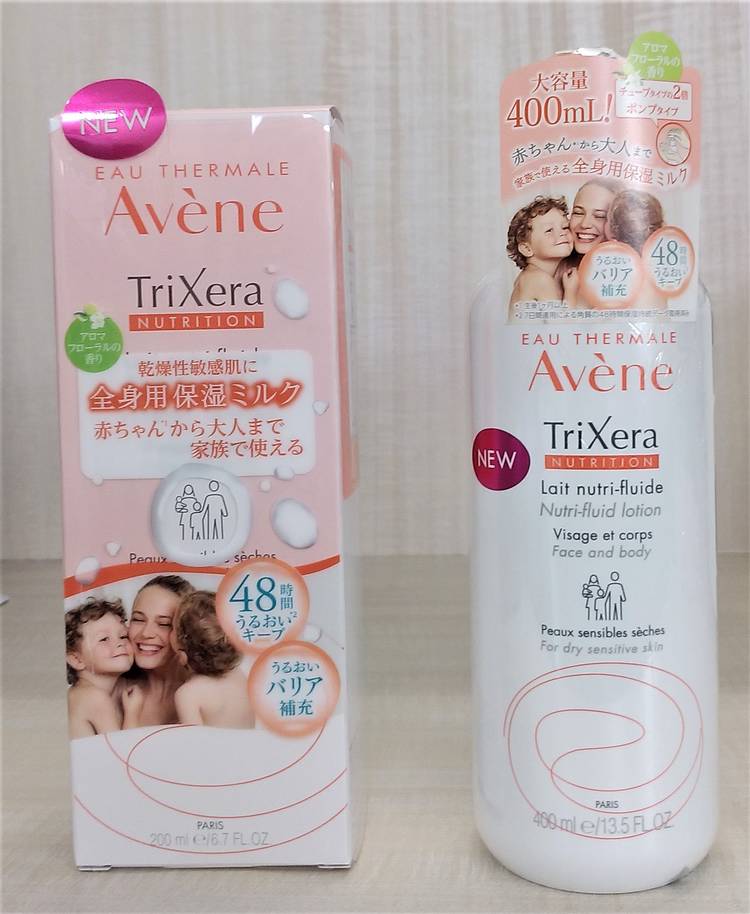 NEW
EAU THERMALE
Avène
TriXera
NUTRITION
アロマ
フローラルの
香り
乾燥性敏感肌に
全身用保湿ミルク
赤ちゃん*1から大人まで
家族で使える
sèches
48時間
うるおい*2
キープ
うるおい
バリア
補充
PARIS
200 ml e/6.7 FL.OZ.
アロマ
フローラルの
香り
大容量
400mL!
チューブタイプの2倍
ポンプタイプ
赤ちゃん*1から大人まで
家族で使える全身用保湿ミルク
うるおい
バリア
補充
48時間
うるおい
キープ
EAU THERMALE
Avène
TriXera
NUTRITION
NEW
Lait nutri-fluide
Nutri-fluid lotion
Visage et corps
Face and body
Peaux sensibles sèches
For dry sensitive skin
PARIS
400 ml e/13.5 FL.OZ.